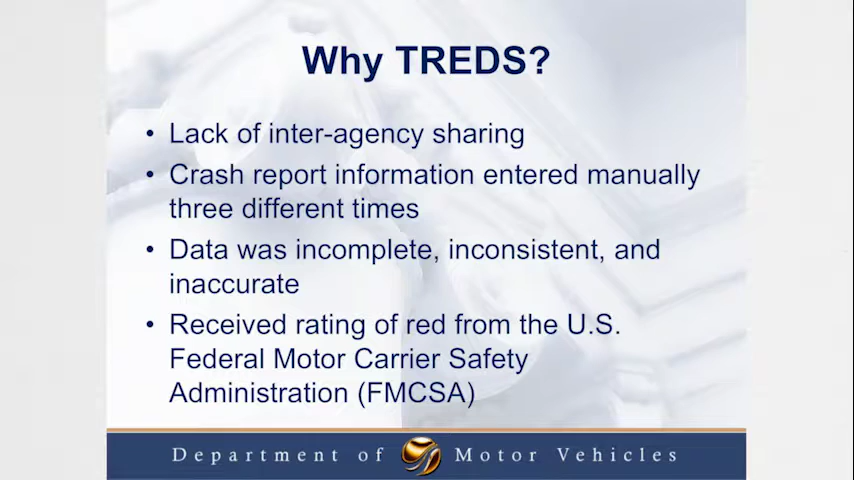 Why TREDS?
• Lack of inter-agency sharing
• Crash report information entered manually
three different times
• Data was incomplete, inconsistent, and
inaccurate
• Received rating of red from the U.S.
Federal Motor Carrier Safety
Administration (FMCSA)
Department of Motor Vehicles